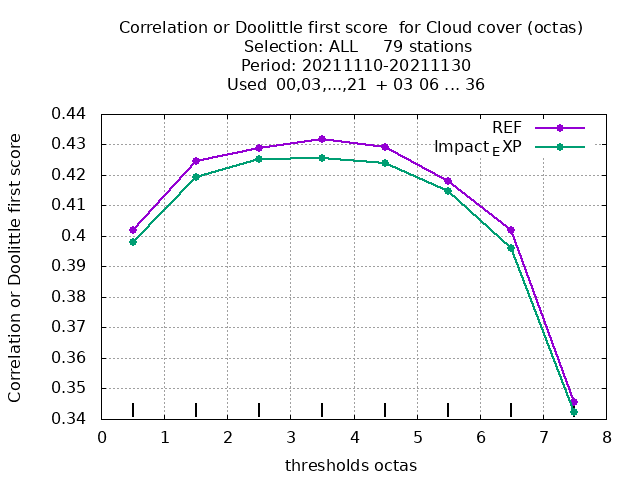 Correlation or Doolittle first score  for Cloud cover (octas)
Selection: ALL     79 stations
Period: 20211110-20211130
Used  00,03,...,21  + 03 06 ... 36
REF
Impact_EXP
Correlation or Doolittle first score
0.44
0.43
0.42
0.41
0.4
0.39
0.38
0.37
0.36
0.35
0.34
0 1 2 3 4 5 6 7 8
thresholds octas